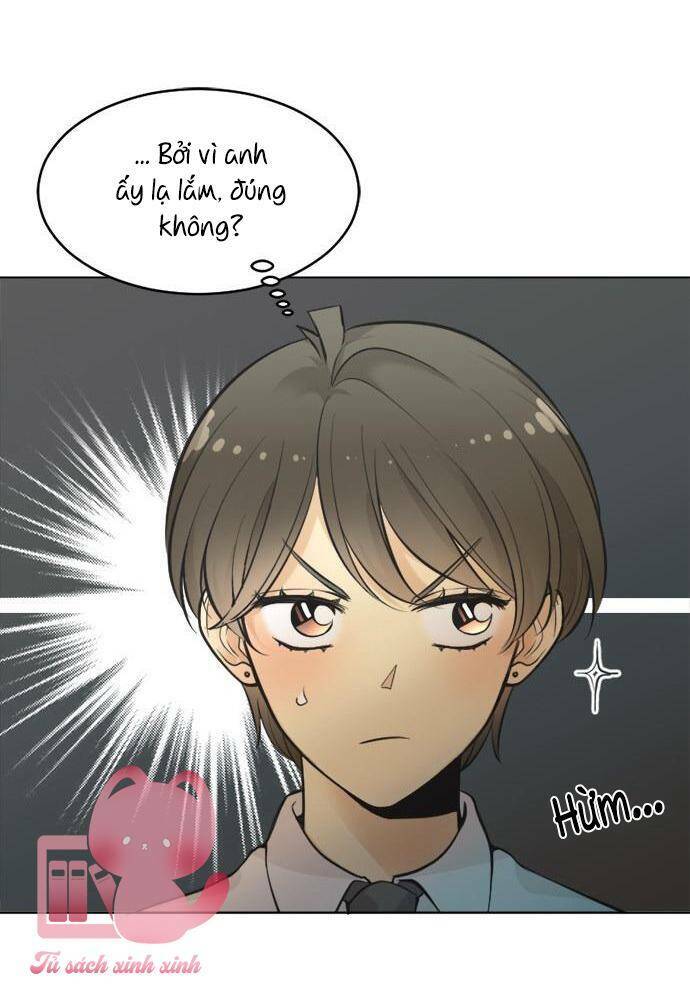 ... Bởi vì anh
ấy lạ lắm, đúng
không?
Hừm...
Tủ sách xinh xinh